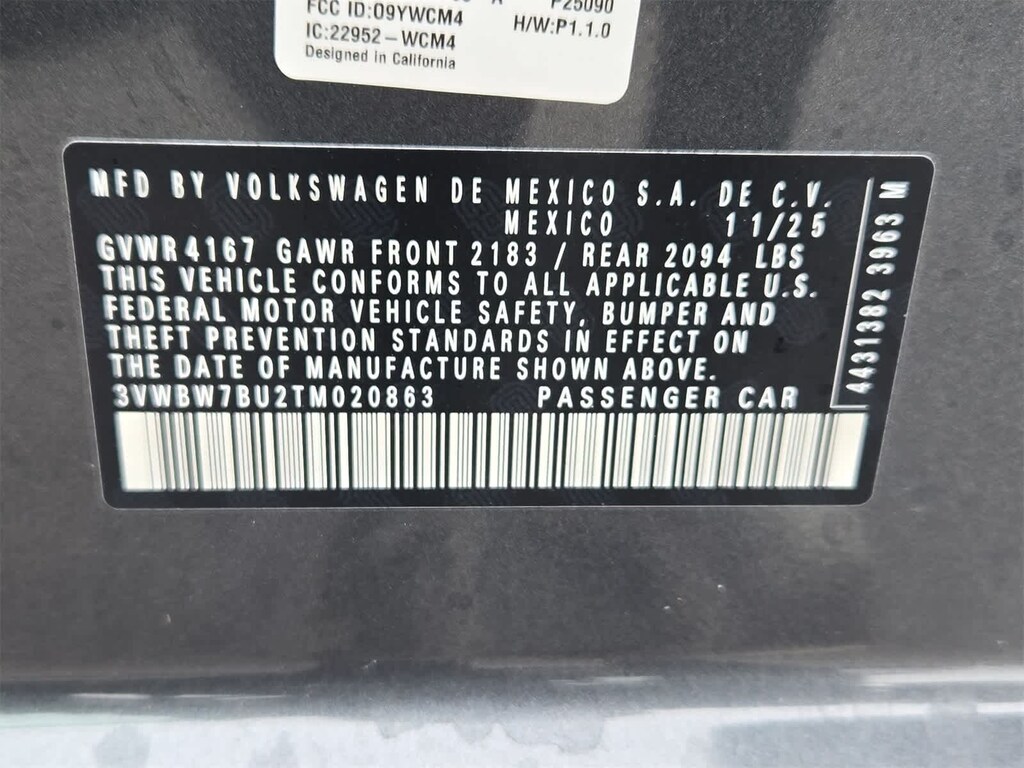 A P25090
FCC ID:O9YWCM4 H/W:P1.1.0
IC:22952-WCM4
Designed in California
MFD BY VOLKSWAGEN DE MEXICO S.A. DE C.V.
MEXICO 11/25
GVWR 4167 GAWR FRONT 2183 / REAR 2094 LBS
THIS VEHICLE CONFORMS TO ALL APPLICABLE U.S.
FEDERAL MOTOR VEHICLE SAFETY, BUMPER AND
THEFT PREVENTION STANDARDS IN EFFECT ON
THE DATE OF MANUFACTURE SHOWN ABOVE.
3VWBW7BU2TM020863 PASSENGER CAR
4431382 3963 M